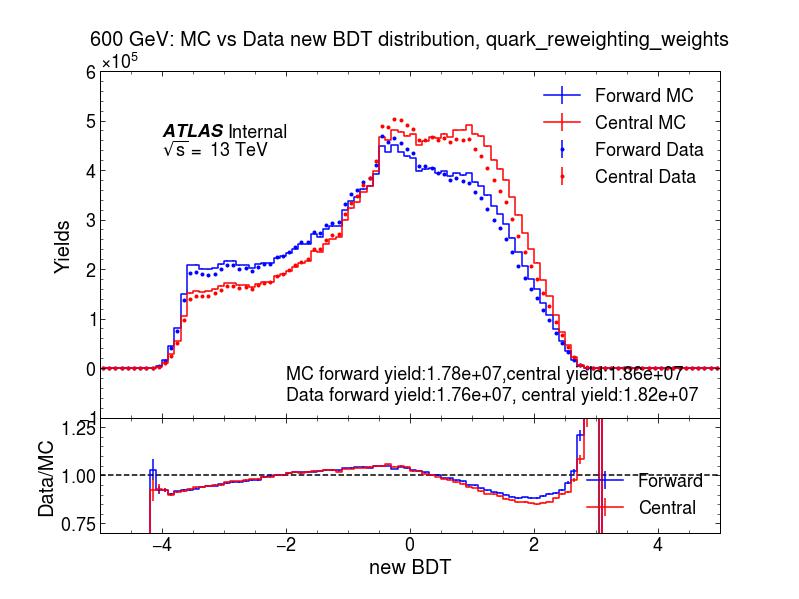 600 GeV: MC vs Data new BDT distribution, quark_reweighting_weights
×10⁵
6
5
4
3
2
1
0
−1
Yields
ATLAS Internal
√s = 13 TeV
Forward MC
Central MC
Forward Data
Central Data
MC forward yield:1.78e+07,central yield:1.86e+07
Data forward yield:1.76e+07, central yield:1.82e+07
1.25
1.00
0.75
Data/MC
Forward
Central
−4
−2
0
2
4
new BDT